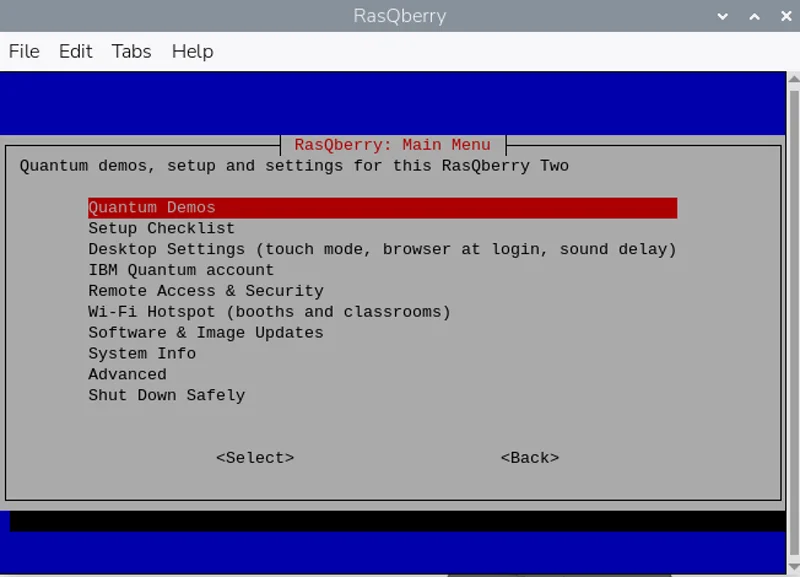 RasQberry
File Edit Tabs Help
RasQberry: Main Menu
Quantum demos, setup and settings for this RasQberry Two
Quantum Demos
Setup Checklist
Desktop Settings (touch mode, browser at login, sound delay)
IBM Quantum account
Remote Access & Security
Wi-Fi Hotspot (booths and classrooms)
Software & Image Updates
System Info
Advanced
Shut Down Safely
<Select> <Back>